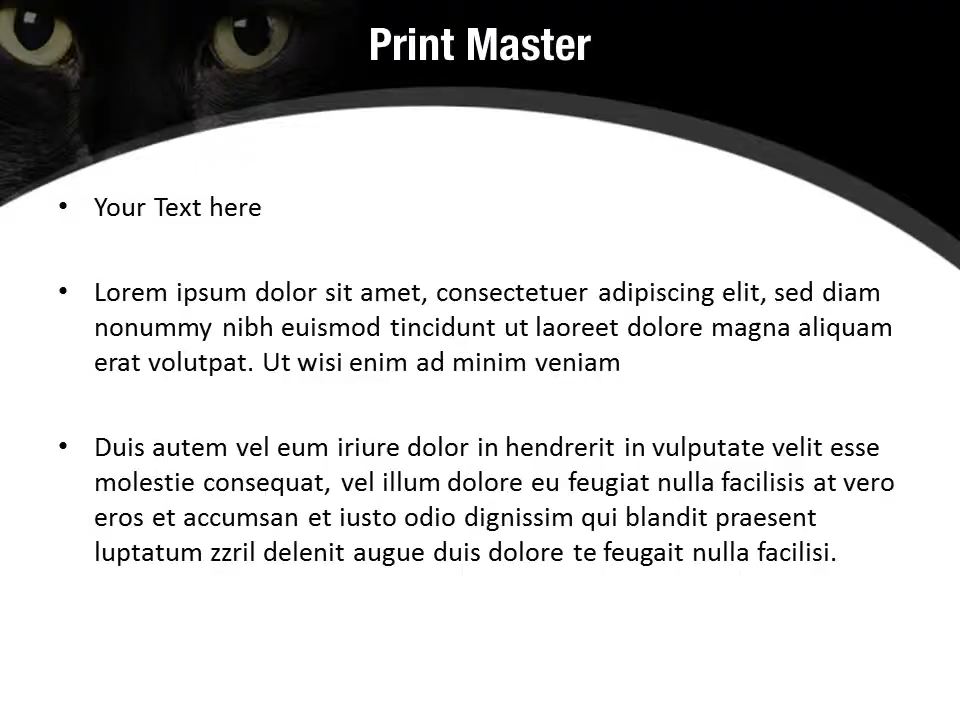 Print Master
• Your Text here
• Lorem ipsum dolor sit amet, consectetuer adipiscing elit, sed diam
nonummy nibh euismod tincidunt ut laoreet dolore magna aliquam
erat volutpat. Ut wisi enim ad minim veniam
• Duis autem vel eum iriure dolor in hendrerit in vulputate velit esse
molestie consequat, vel illum dolore eu feugiat nulla facilisis at vero
eros et accumsan et iusto odio dignissim qui blandit praesent
luptatum zzril delenit augue duis dolore te feugait nulla facilisi.